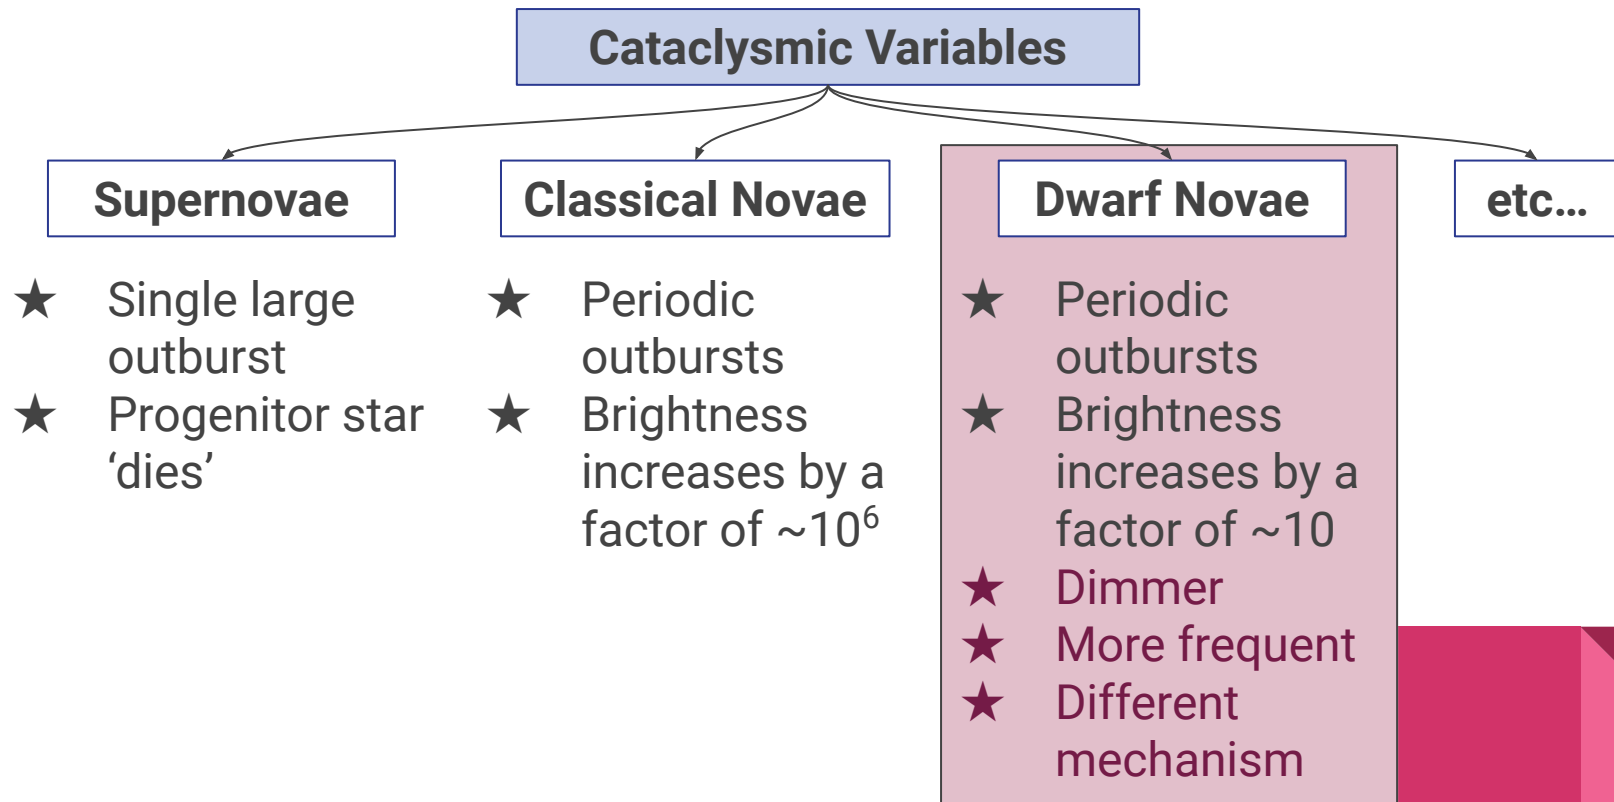 Cataclysmic Variables
Supernovae
★ Single large
outburst
★ Progenitor star
‘dies’
Classical Novae
★ Periodic
outbursts
★ Brightness
increases by a
factor of ~10⁶
Dwarf Novae
★ Periodic
outbursts
★ Brightness
increases by a
factor of ~10
★ Dimmer
★ More frequent
★ Different
mechanism
etc...